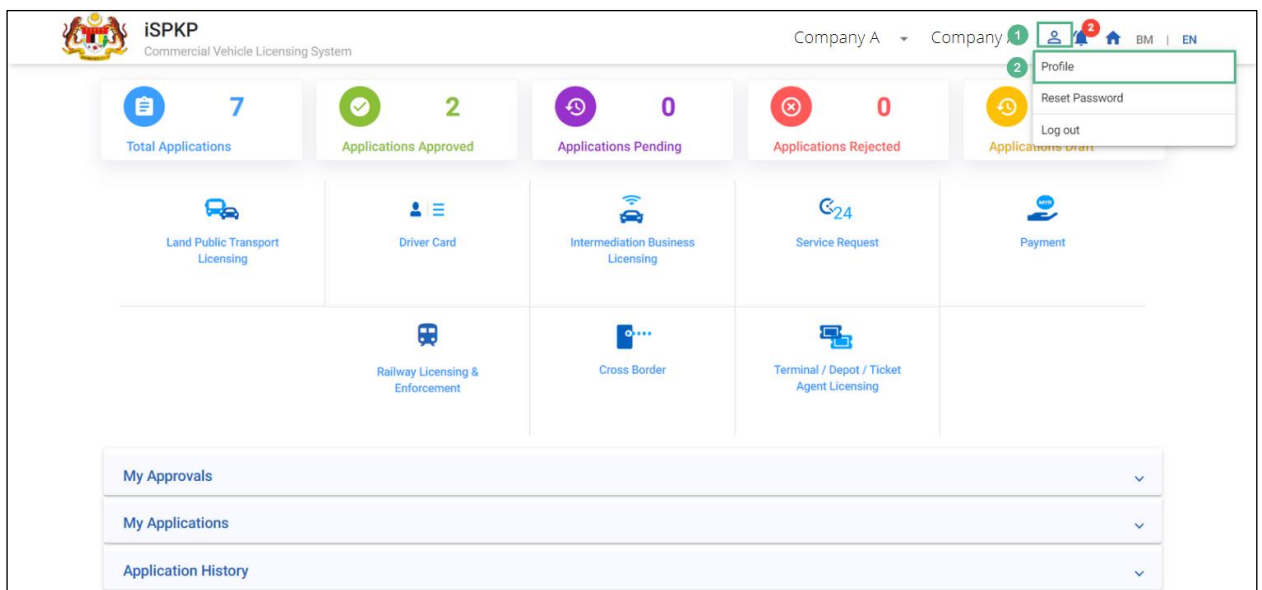 iSPKP
Commercial Vehicle Licensing System
Company A
Company
1
2
BM | EN
2
Profile
Reset Password
Log out
7
Total Applications
2
Applications Approved
0
Applications Pending
0
Applications Rejected
Applications Draft
Land Public Transport
Licensing
Driver Card
Intermediation Business
Licensing
24
Service Request
MYR
Payment
Railway Licensing &
Enforcement
Cross Border
Terminal / Depot / Ticket
Agent Licensing
My Approvals
My Applications
Application History